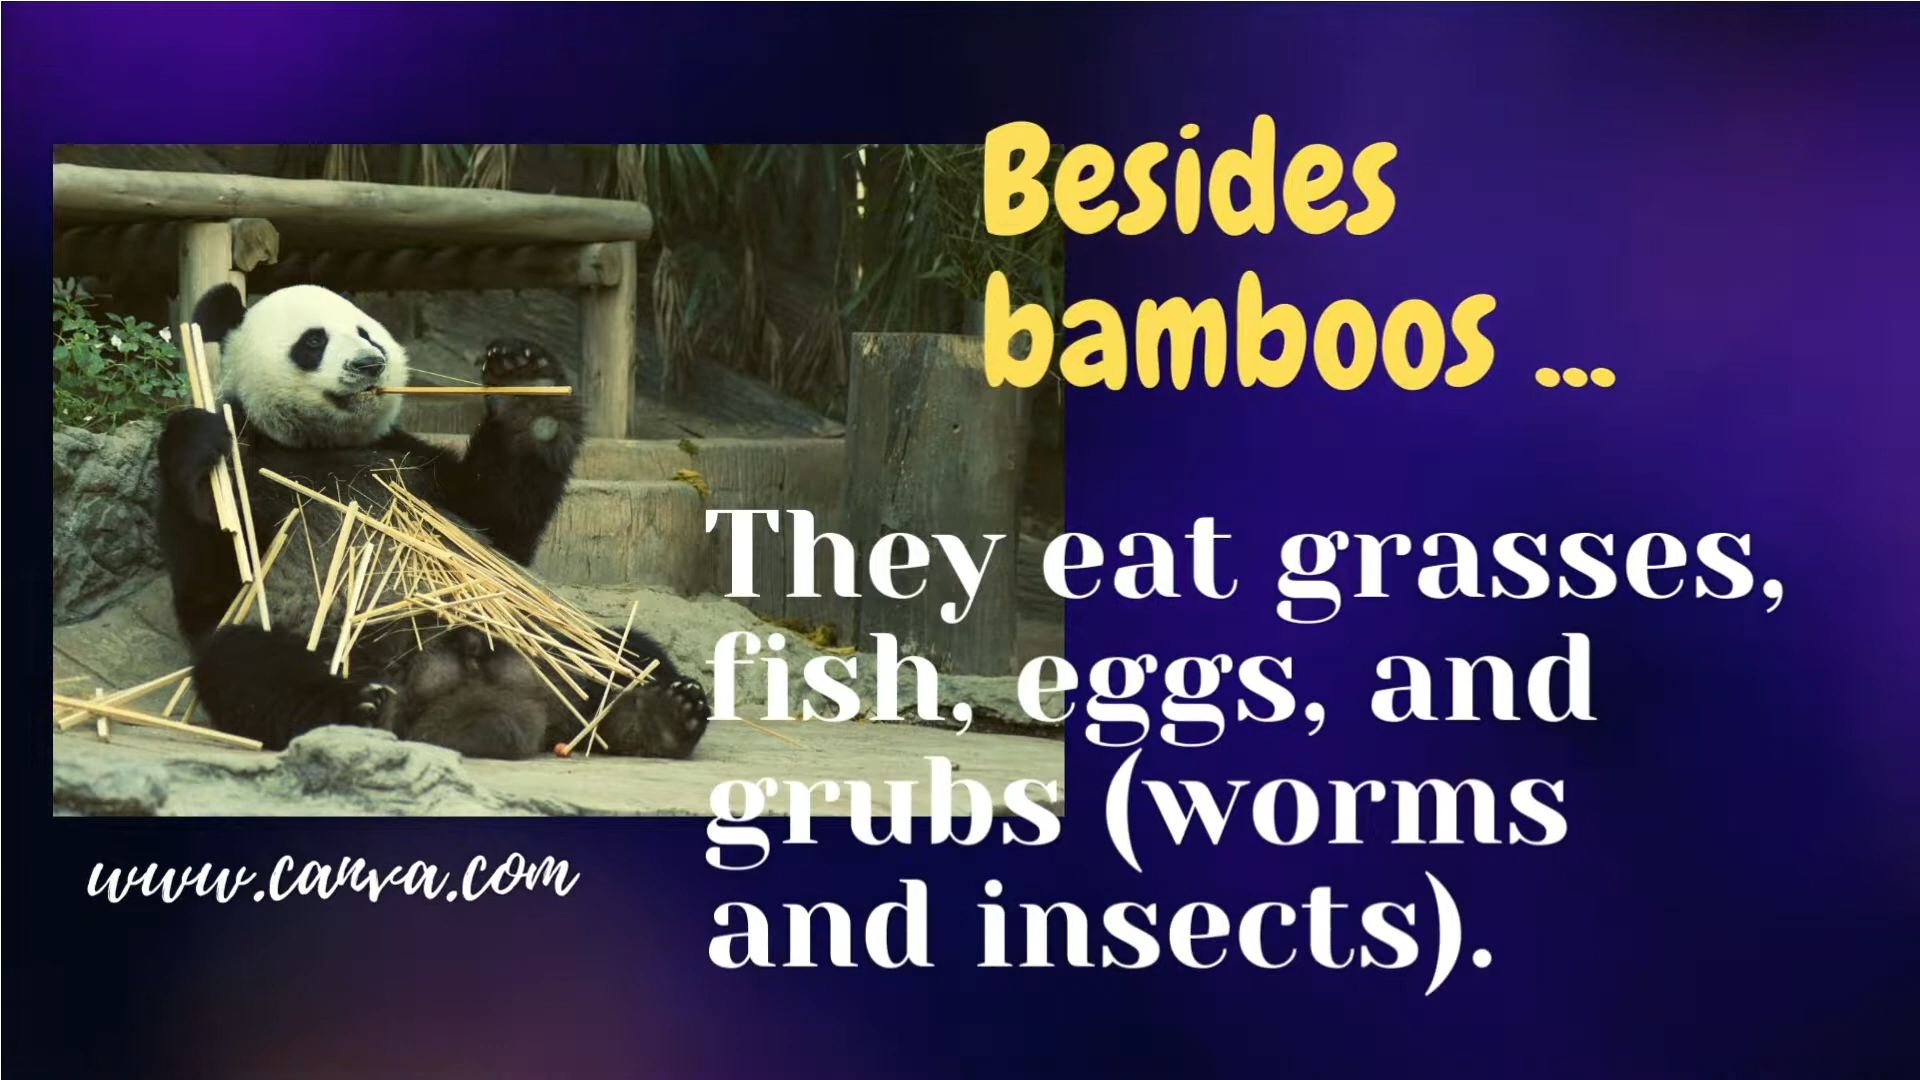 Besides
bamboos ...
They eat grasses,
fish, eggs, and
grubs (worms
and insects).
www.canva.com